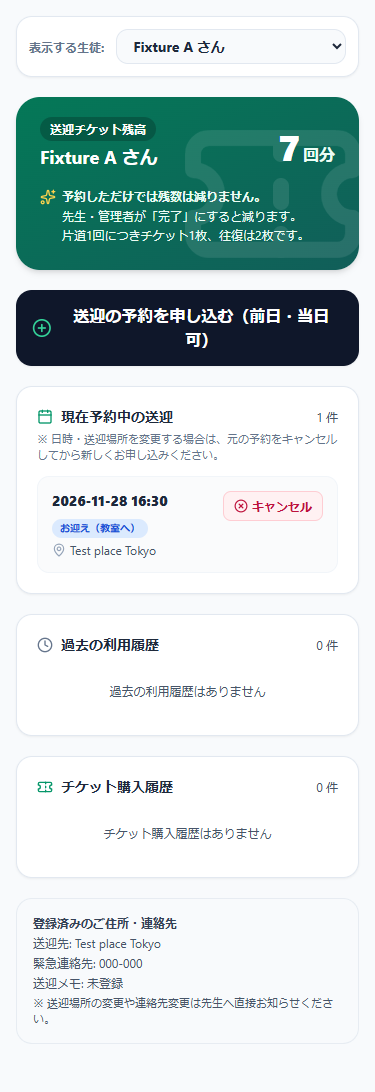 表示する生徒: Fixture A さん
送迎チケット残高
Fixture A さん
7 回分
予約しただけでは残数は減りません。
先生・管理者が「完了」にすると減ります。
片道1回につきチケット1枚、往復は2枚です。
送迎の予約を申し込む（前日・当日
可）
現在予約中の送迎 1 件
※ 日時・送迎場所を変更する場合は、元の予約をキャンセル
してから新しくお申し込みください。
2026-11-28 16:30 キャンセル
お迎え（教室へ）
Test place Tokyo
過去の利用履歴 0 件
過去の利用履歴はありません
チケット購入履歴 0 件
チケット購入履歴はありません
登録済みのご住所・連絡先
送迎先: Test place Tokyo
緊急連絡先: 000-000
送迎メモ: 未登録
※ 送迎場所の変更や連絡先変更は先生へ直接お知らせくださ
い。